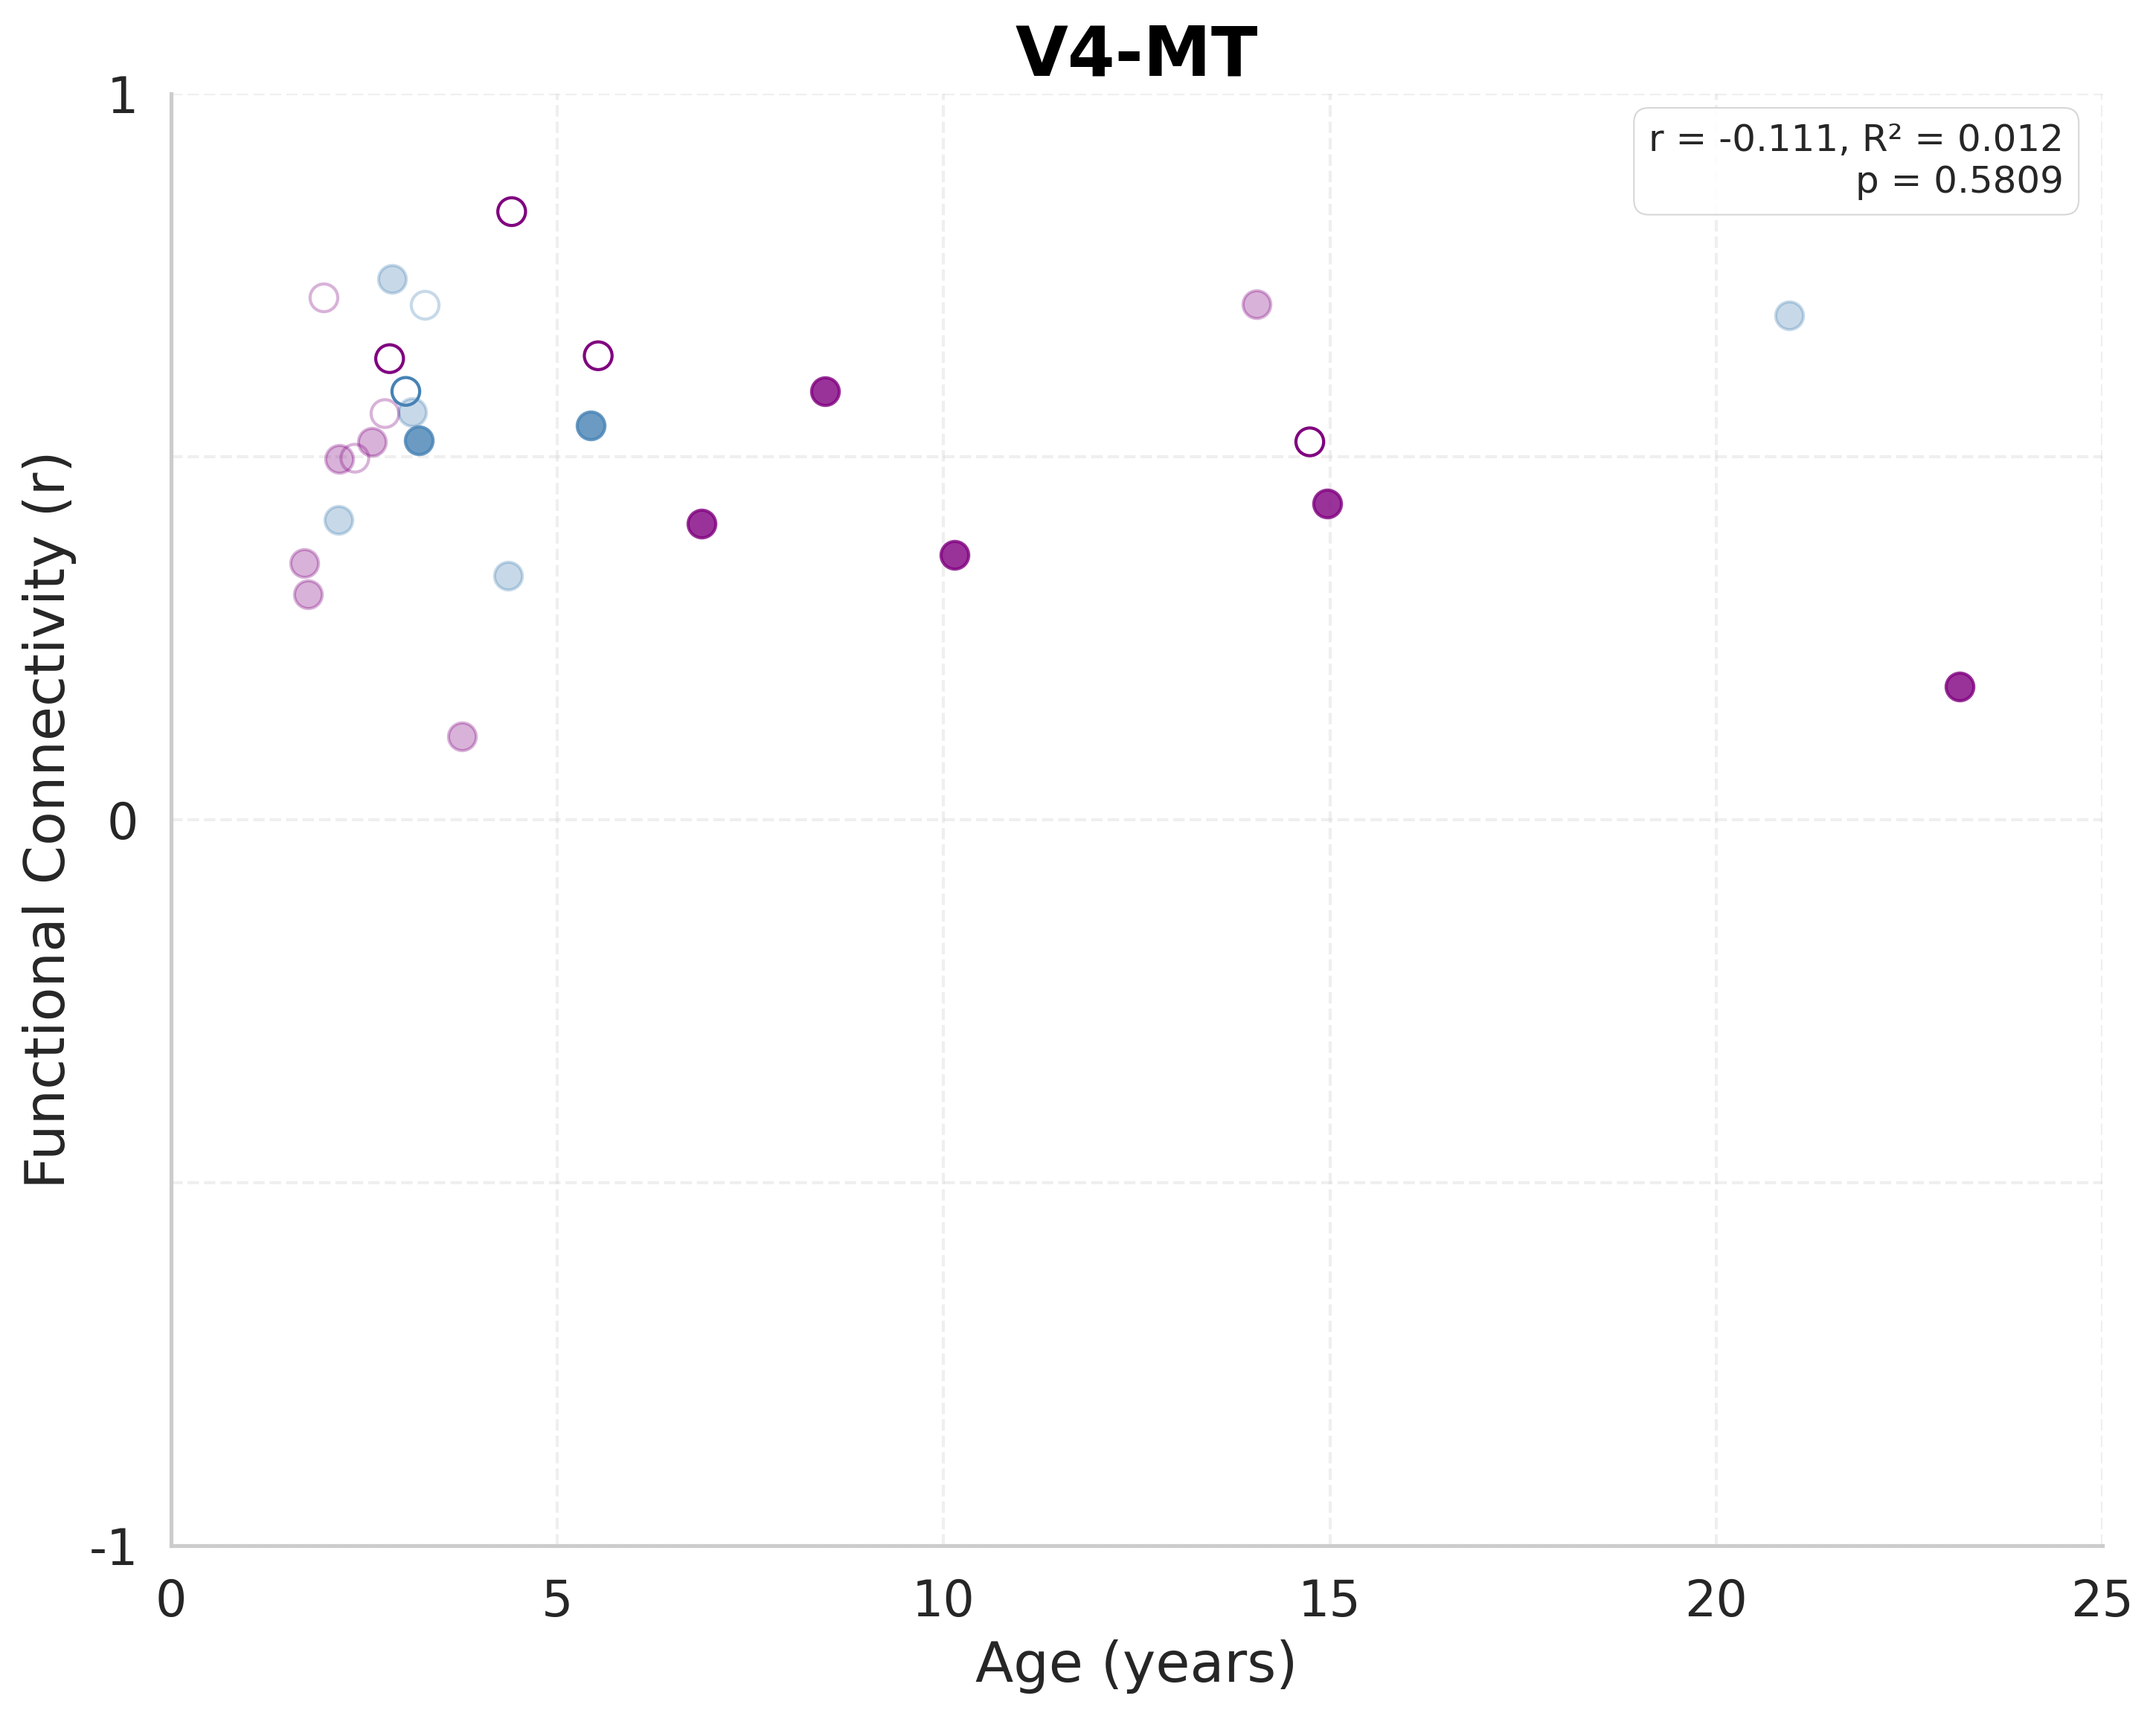 V4-MT
r = -0.111, R² = 0.012
p = 0.5809
Functional Connectivity (r)
1
0
-1
0 5 10 15 20 25
Age (years)